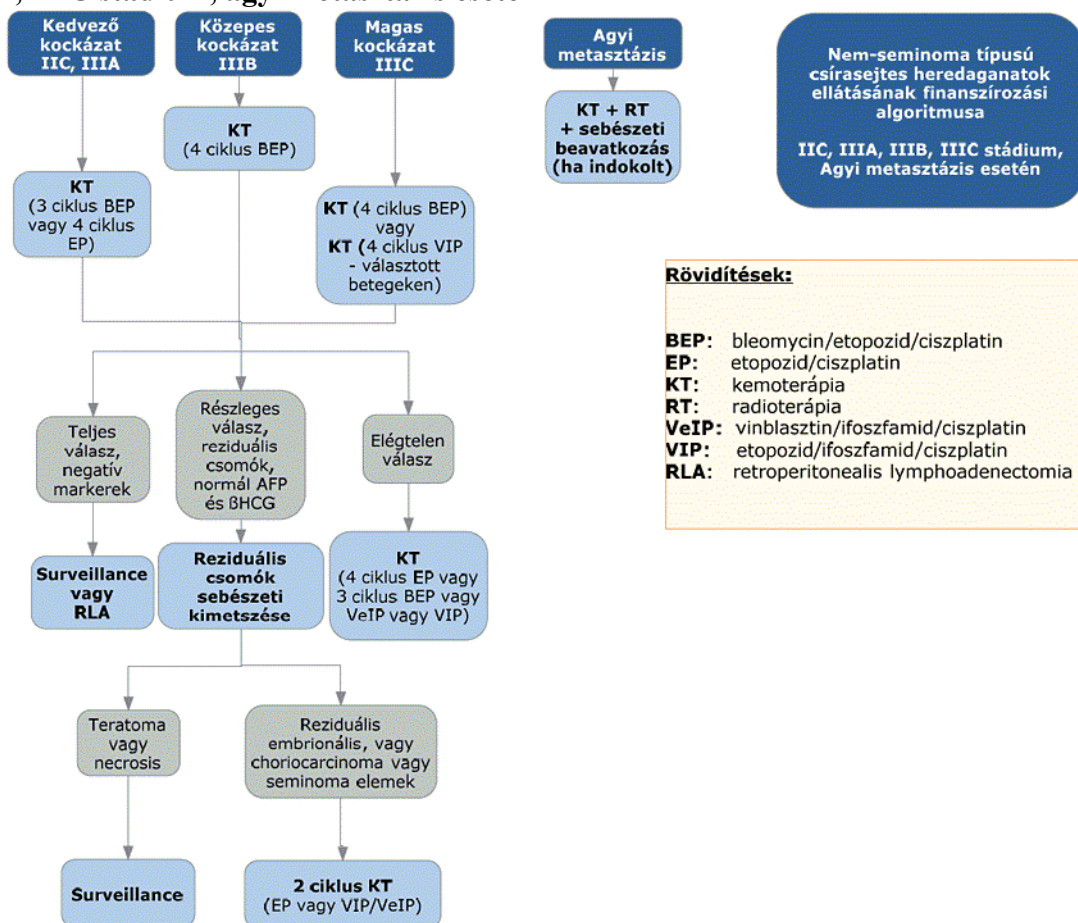 Kedvező
kockázat
IIC, IIIA
Közepes
kockázat
IIIB
Magas
kockázat
IIIC
Agyi
metasztázis
Nem-seminoma típusú
csírasejtes heredaganatok
ellátásának finanszírozási
algoritmusa
IIC, IIIA, IIIB, IIIC stádium,
Agyi metasztázis esetén
KT
(4 ciklus BEP)
KT + RT
+ sebészeti
beavatkozás
(ha indokolt)
KT
(3 ciklus BEP
vagy 4 ciklus
EP)
KT (4 ciklus BEP)
vagy
KT (4 ciklus VIP
- választott
betegeken)
Rövidítések:
BEP: bleomycin/etopozid/ciszplatin
EP: etopozid/ciszplatin
KT: kemoterápia
RT: radioterápia
VeIP: vinblasztin/ifoszfamid/ciszplatin
VIP: etopozid/ifoszfamid/ciszplatin
RLA: retroperitonealis lymphoadenectomia
Teljes
válasz,
negatív
markerek
Részleges
válasz,
reziduális
csomók,
normál AFP
és ßHCG
Elégtelen
válasz
Surveillance
vagy
RLA
Reziduális
csomók
sebészeti
kimetszése
KT
(4 ciklus EP vagy
3 ciklus BEP vagy
VeIP vagy VIP)
Teratoma
vagy
necrosis
Reziduális
embrionális, vagy
choriocarcinoma vagy
seminoma elemek
Surveillance
2 ciklus KT
(EP vagy VIP/VeIP)